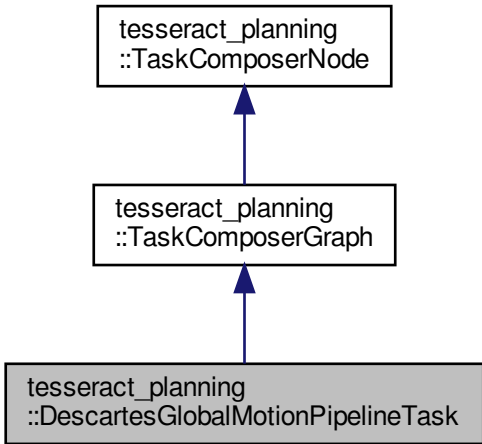 tesseract_planning
::TaskComposerNode
tesseract_planning
::TaskComposerGraph
tesseract_planning
::DescartesGlobalMotionPipelineTask